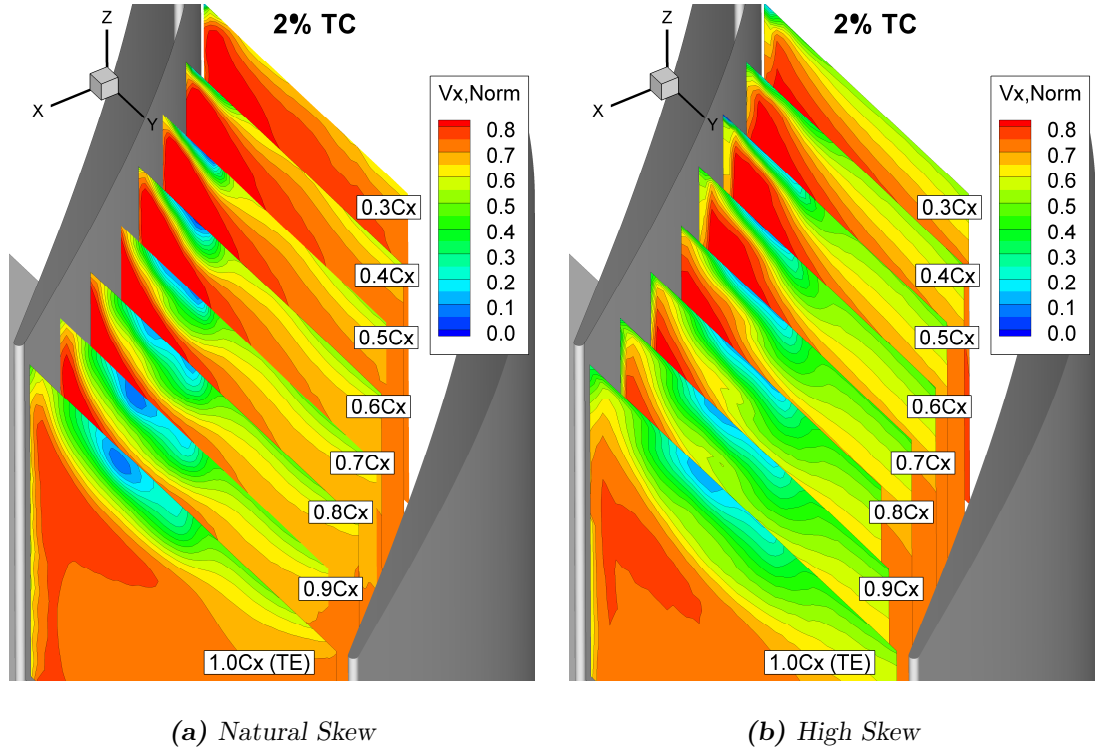 2% TC
Z
X
Y
Vx,Norm
0.8
0.7
0.6
0.5
0.4
0.3
0.2
0.1
0.0
0.3Cx
0.4Cx
0.5Cx
0.6Cx
0.7Cx
0.8Cx
0.9Cx
1.0Cx (TE)
(a) Natural Skew
2% TC
Z
X
Y
Vx,Norm
0.8
0.7
0.6
0.5
0.4
0.3
0.2
0.1
0.0
0.3Cx
0.4Cx
0.5Cx
0.6Cx
0.7Cx
0.8Cx
0.9Cx
1.0Cx (TE)
(b) High Skew